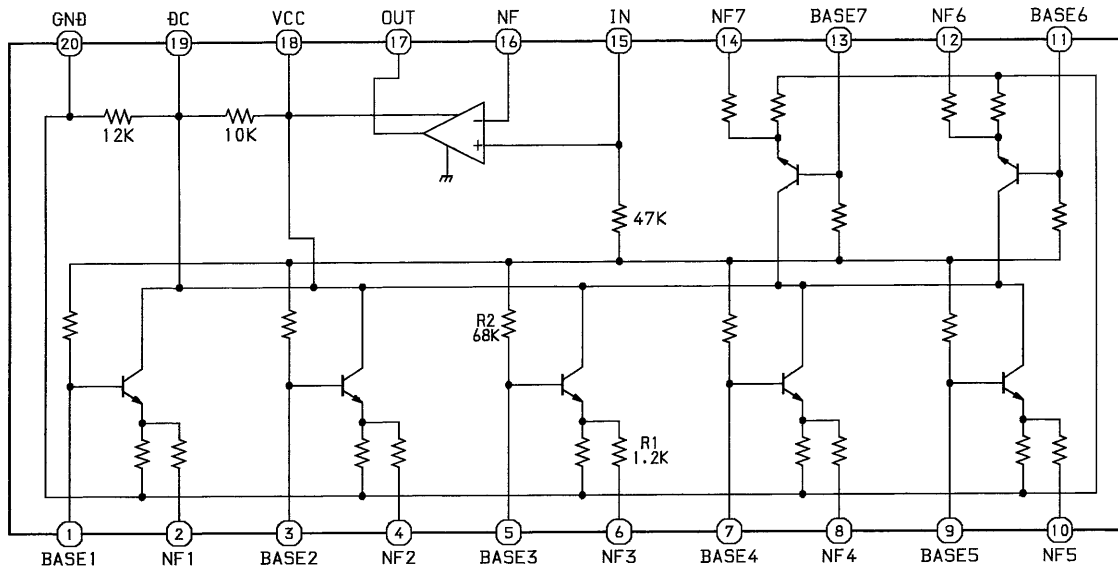 GND DC VCC OUT NF IN NF7 BASE7 NF6 BASE6
20 19 18 17 16 15 14 13 12 11
12K 10K
47K
R2
68K
R1
1.2K
1 2 3 4 5 6 7 8 9 10
BASE1 NF1 BASE2 NF2 BASE3 NF3 BASE4 NF4 BASE5 NF5